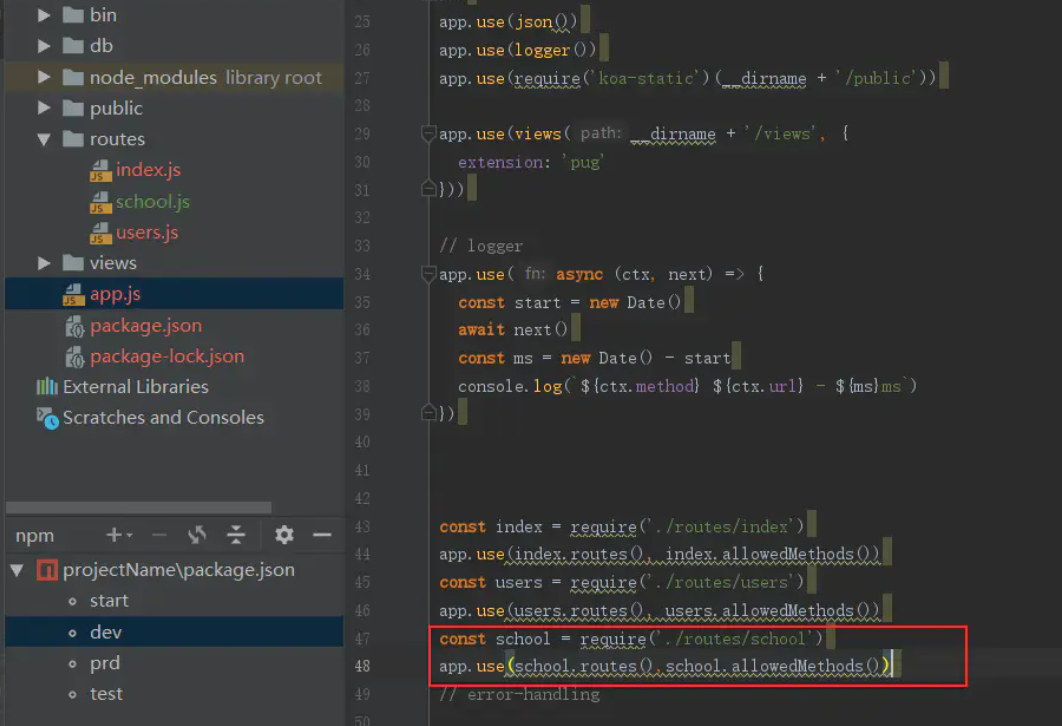 bin
db
node_modules library root
public
routes
index.js
school.js
users.js
views
app.js
package.json
package-lock.json
External Libraries
Scratches and Consoles
npm
projectName\package.json
start
dev
prd
test
25 app.use(json())
26 app.use(logger())
27 app.use(require('koa-static')(__dirname + '/public'))
28
29 app.use(views( path: __dirname + '/views', {
30 extension: 'pug'
31 }))
32
33 // logger
34 app.use( fn: async (ctx, next) => {
35 const start = new Date()
36 await next()
37 const ms = new Date() - start
38 console.log(`${ctx.method} ${ctx.url} - ${ms}ms`)
39 })
40
41
42
43 const index = require('./routes/index')
44 app.use(index.routes(), index.allowedMethods())
45 const users = require('./routes/users')
46 app.use(users.routes(), users.allowedMethods())
47 const school = require('./routes/school')
48 app.use(school.routes(),school.allowedMethods())
49 // error-handling
50